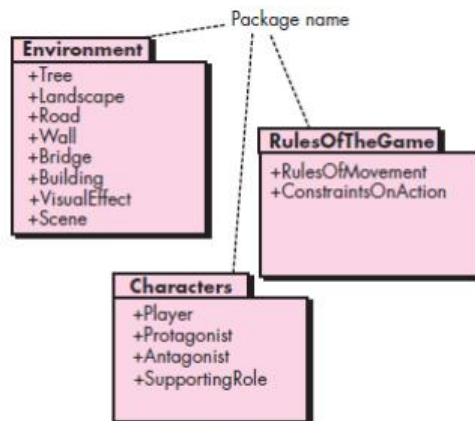 Package name
Environment
+Tree
+Landscape
+Road
+Wall
+Bridge
+Building
+VisualEffect
+Scene
RulesOfTheGame
+RulesOfMovement
+ConstraintsOnAction
Characters
+Player
+Protagonist
+Antagonist
+SupportingRole